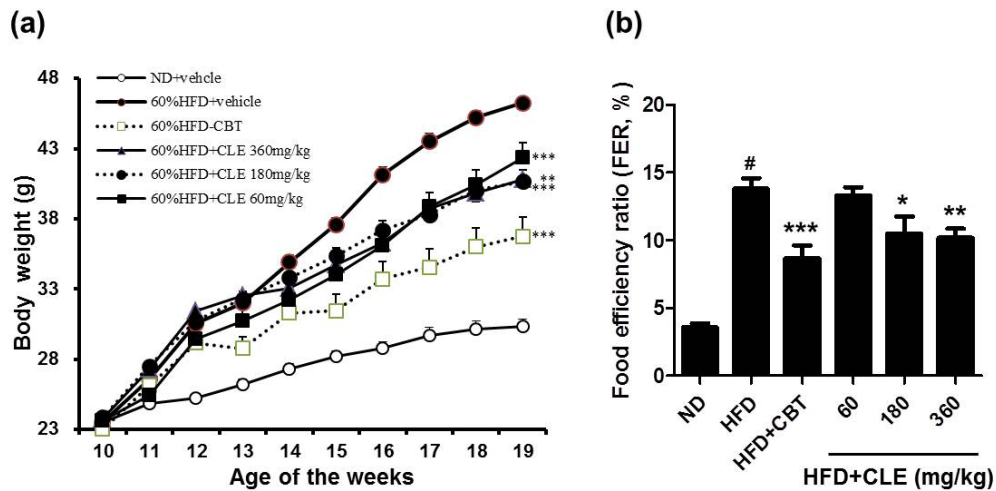 (a)
Body weight (g)
48
43
38
33
28
23
ND+vehcle
60%HFD+vehicle
60%HFD-CBT
60%HFD+CLE 360mg/kg
60%HFD+CLE 180mg/kg
60%HFD+CLE 60mg/kg
***
**
***
***
10 11 12 13 14 15 16 17 18 19
Age of the weeks
(b)
Food efficiency ratio (FER, %)
20
15
10
5
0
#
***
*
**
ND HFD HFD+CBT 60 180 360
HFD+CLE (mg/kg)